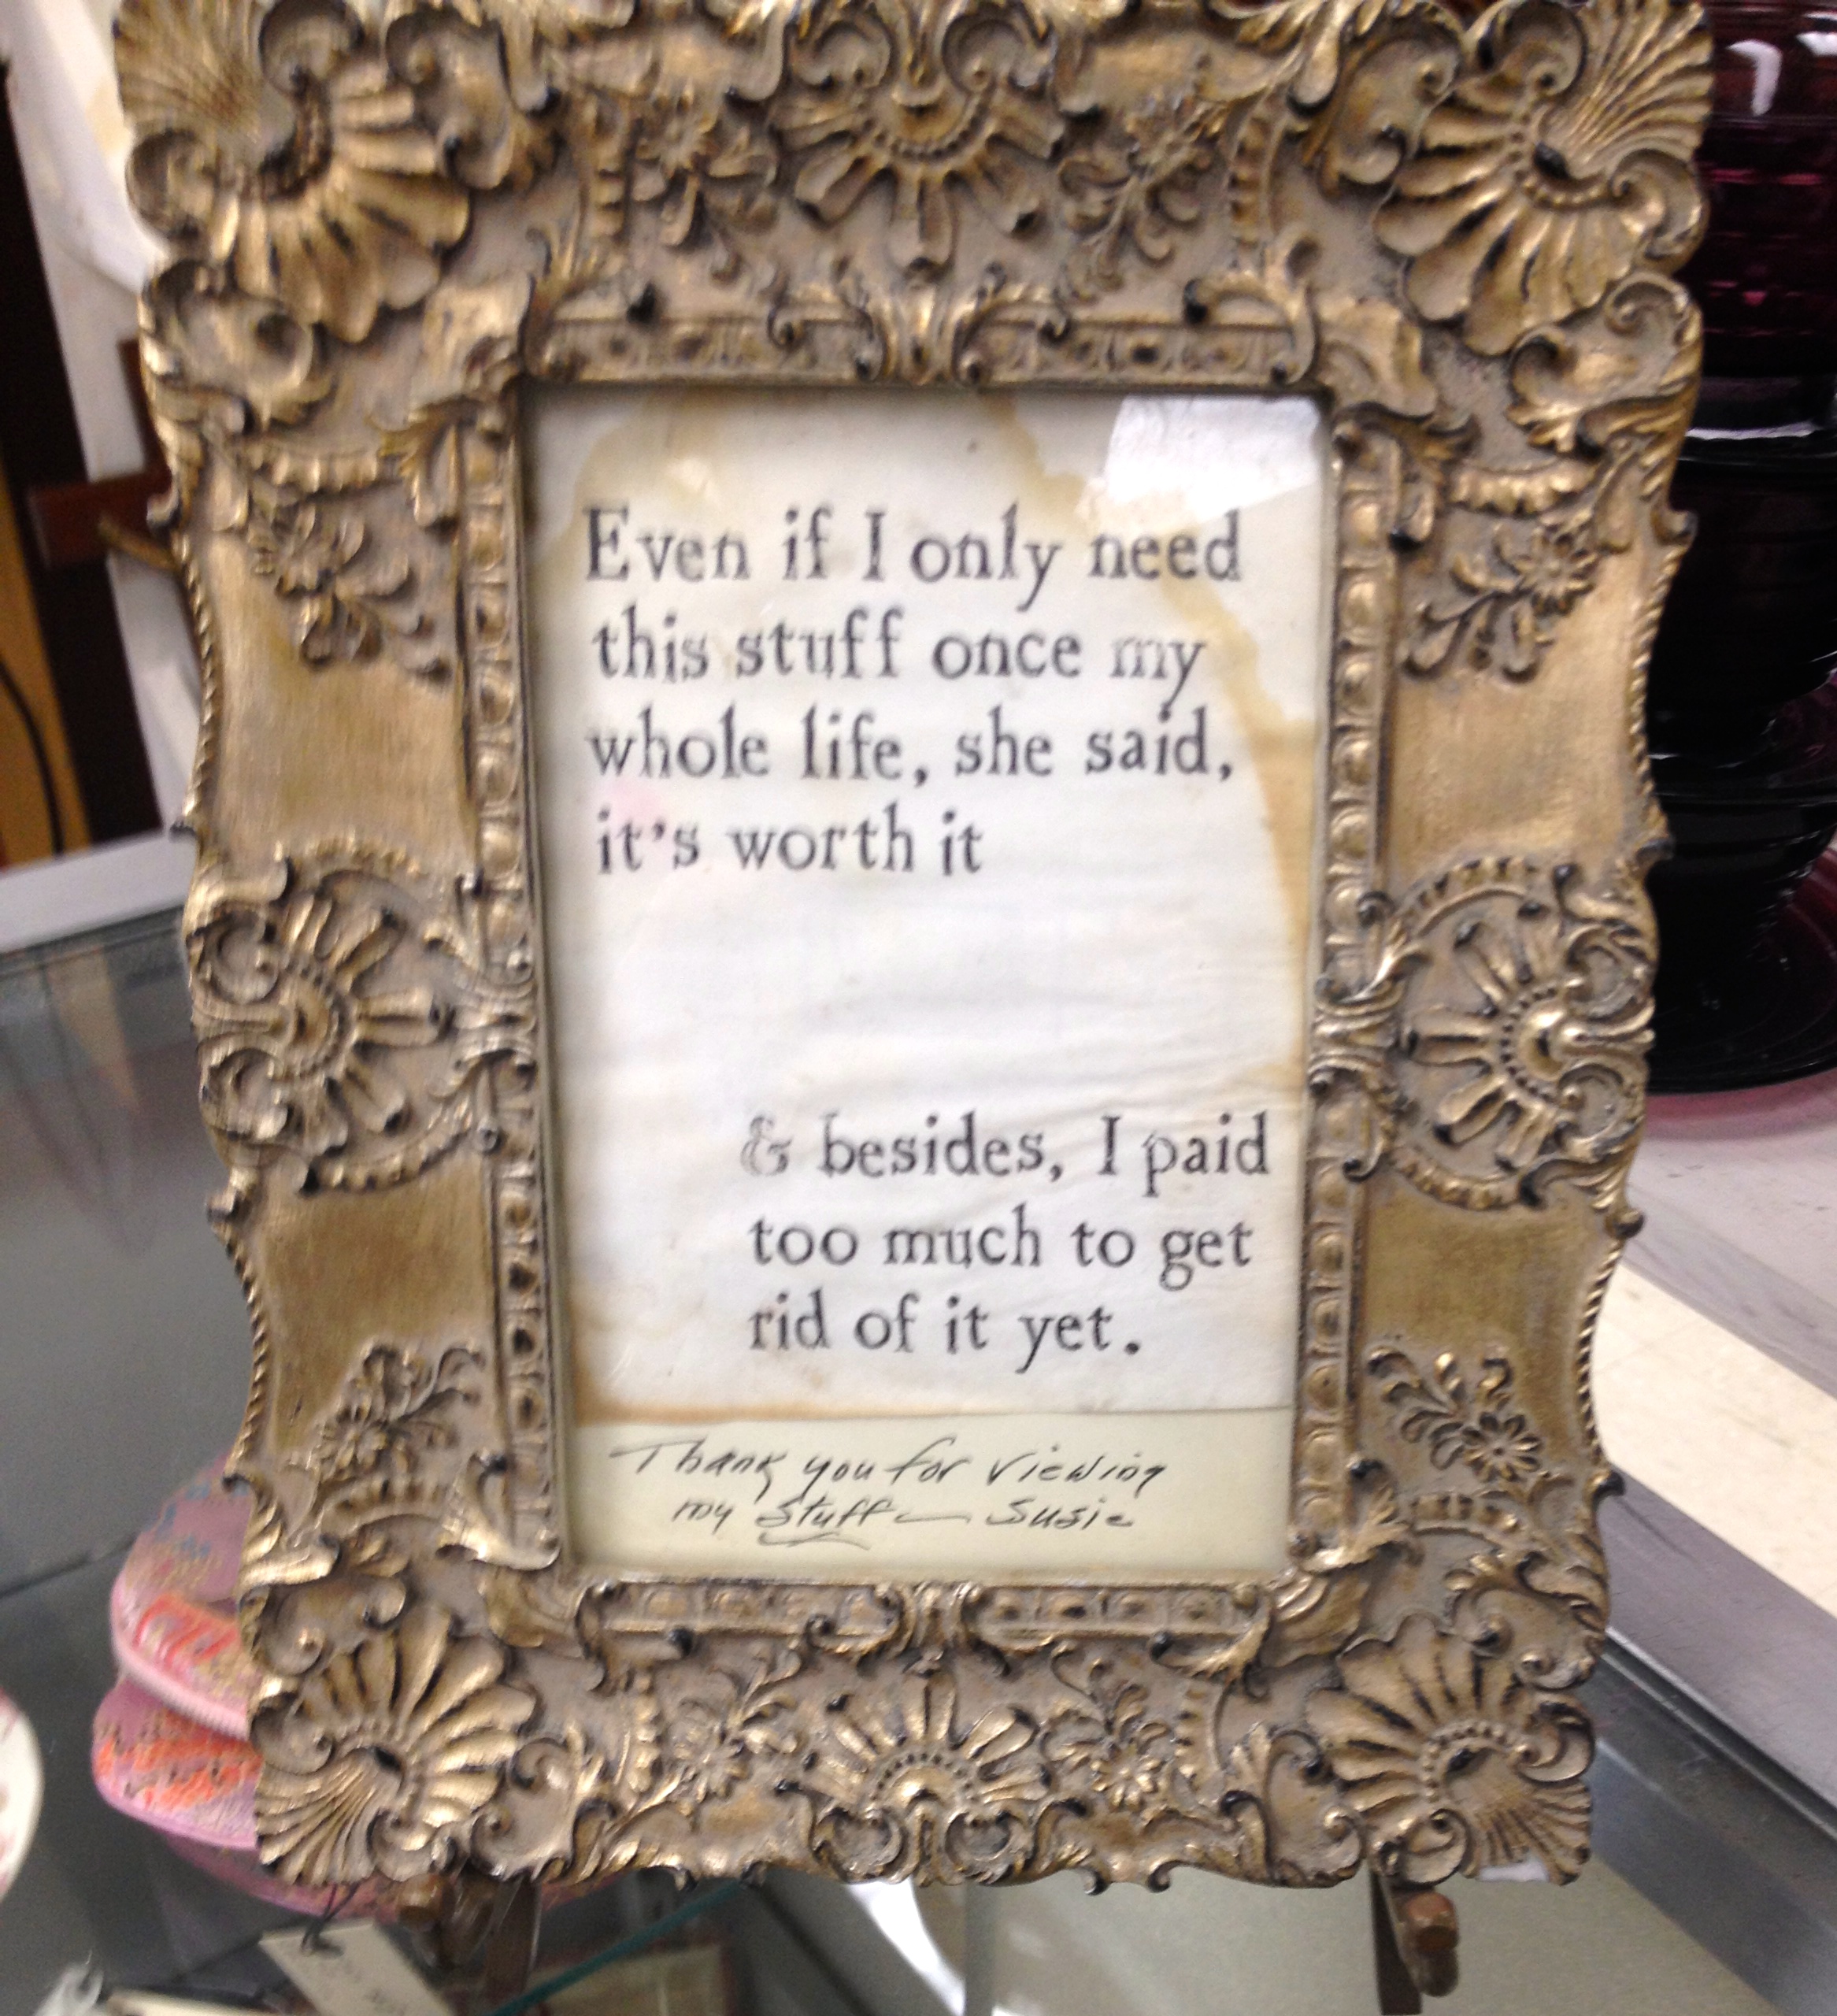 Even if I only need
this stuff once my
whole life, she said,
it's worth it
& besides, I paid
too much to get
rid of it yet.
Thank you for viewing
my stuff — Susie